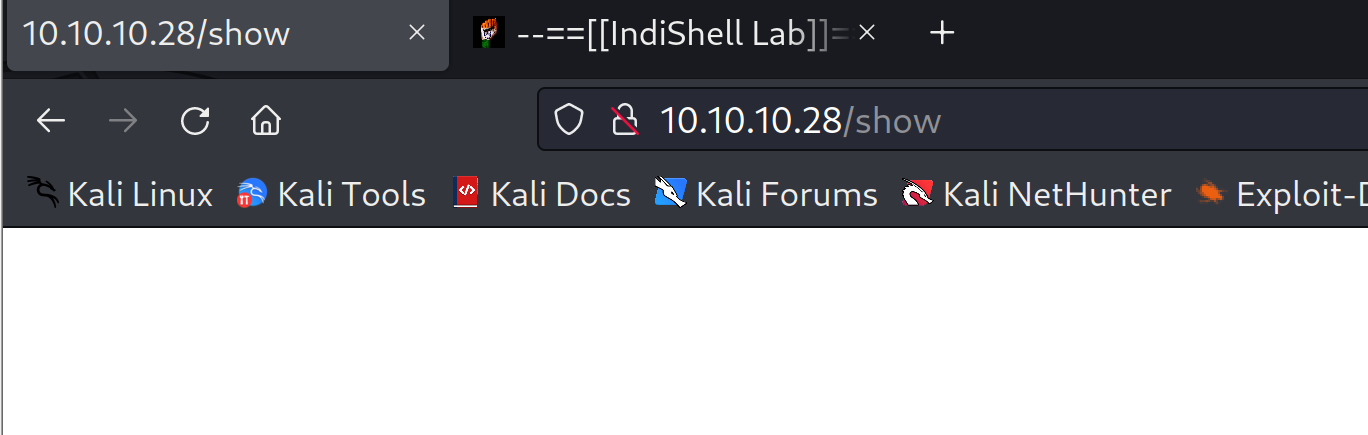 10.10.10.28/show --==[[IndiShell Lab]]=
10.10.10.28/show
Kali Linux Kali Tools Kali Docs Kali Forums Kali NetHunter Exploit-D